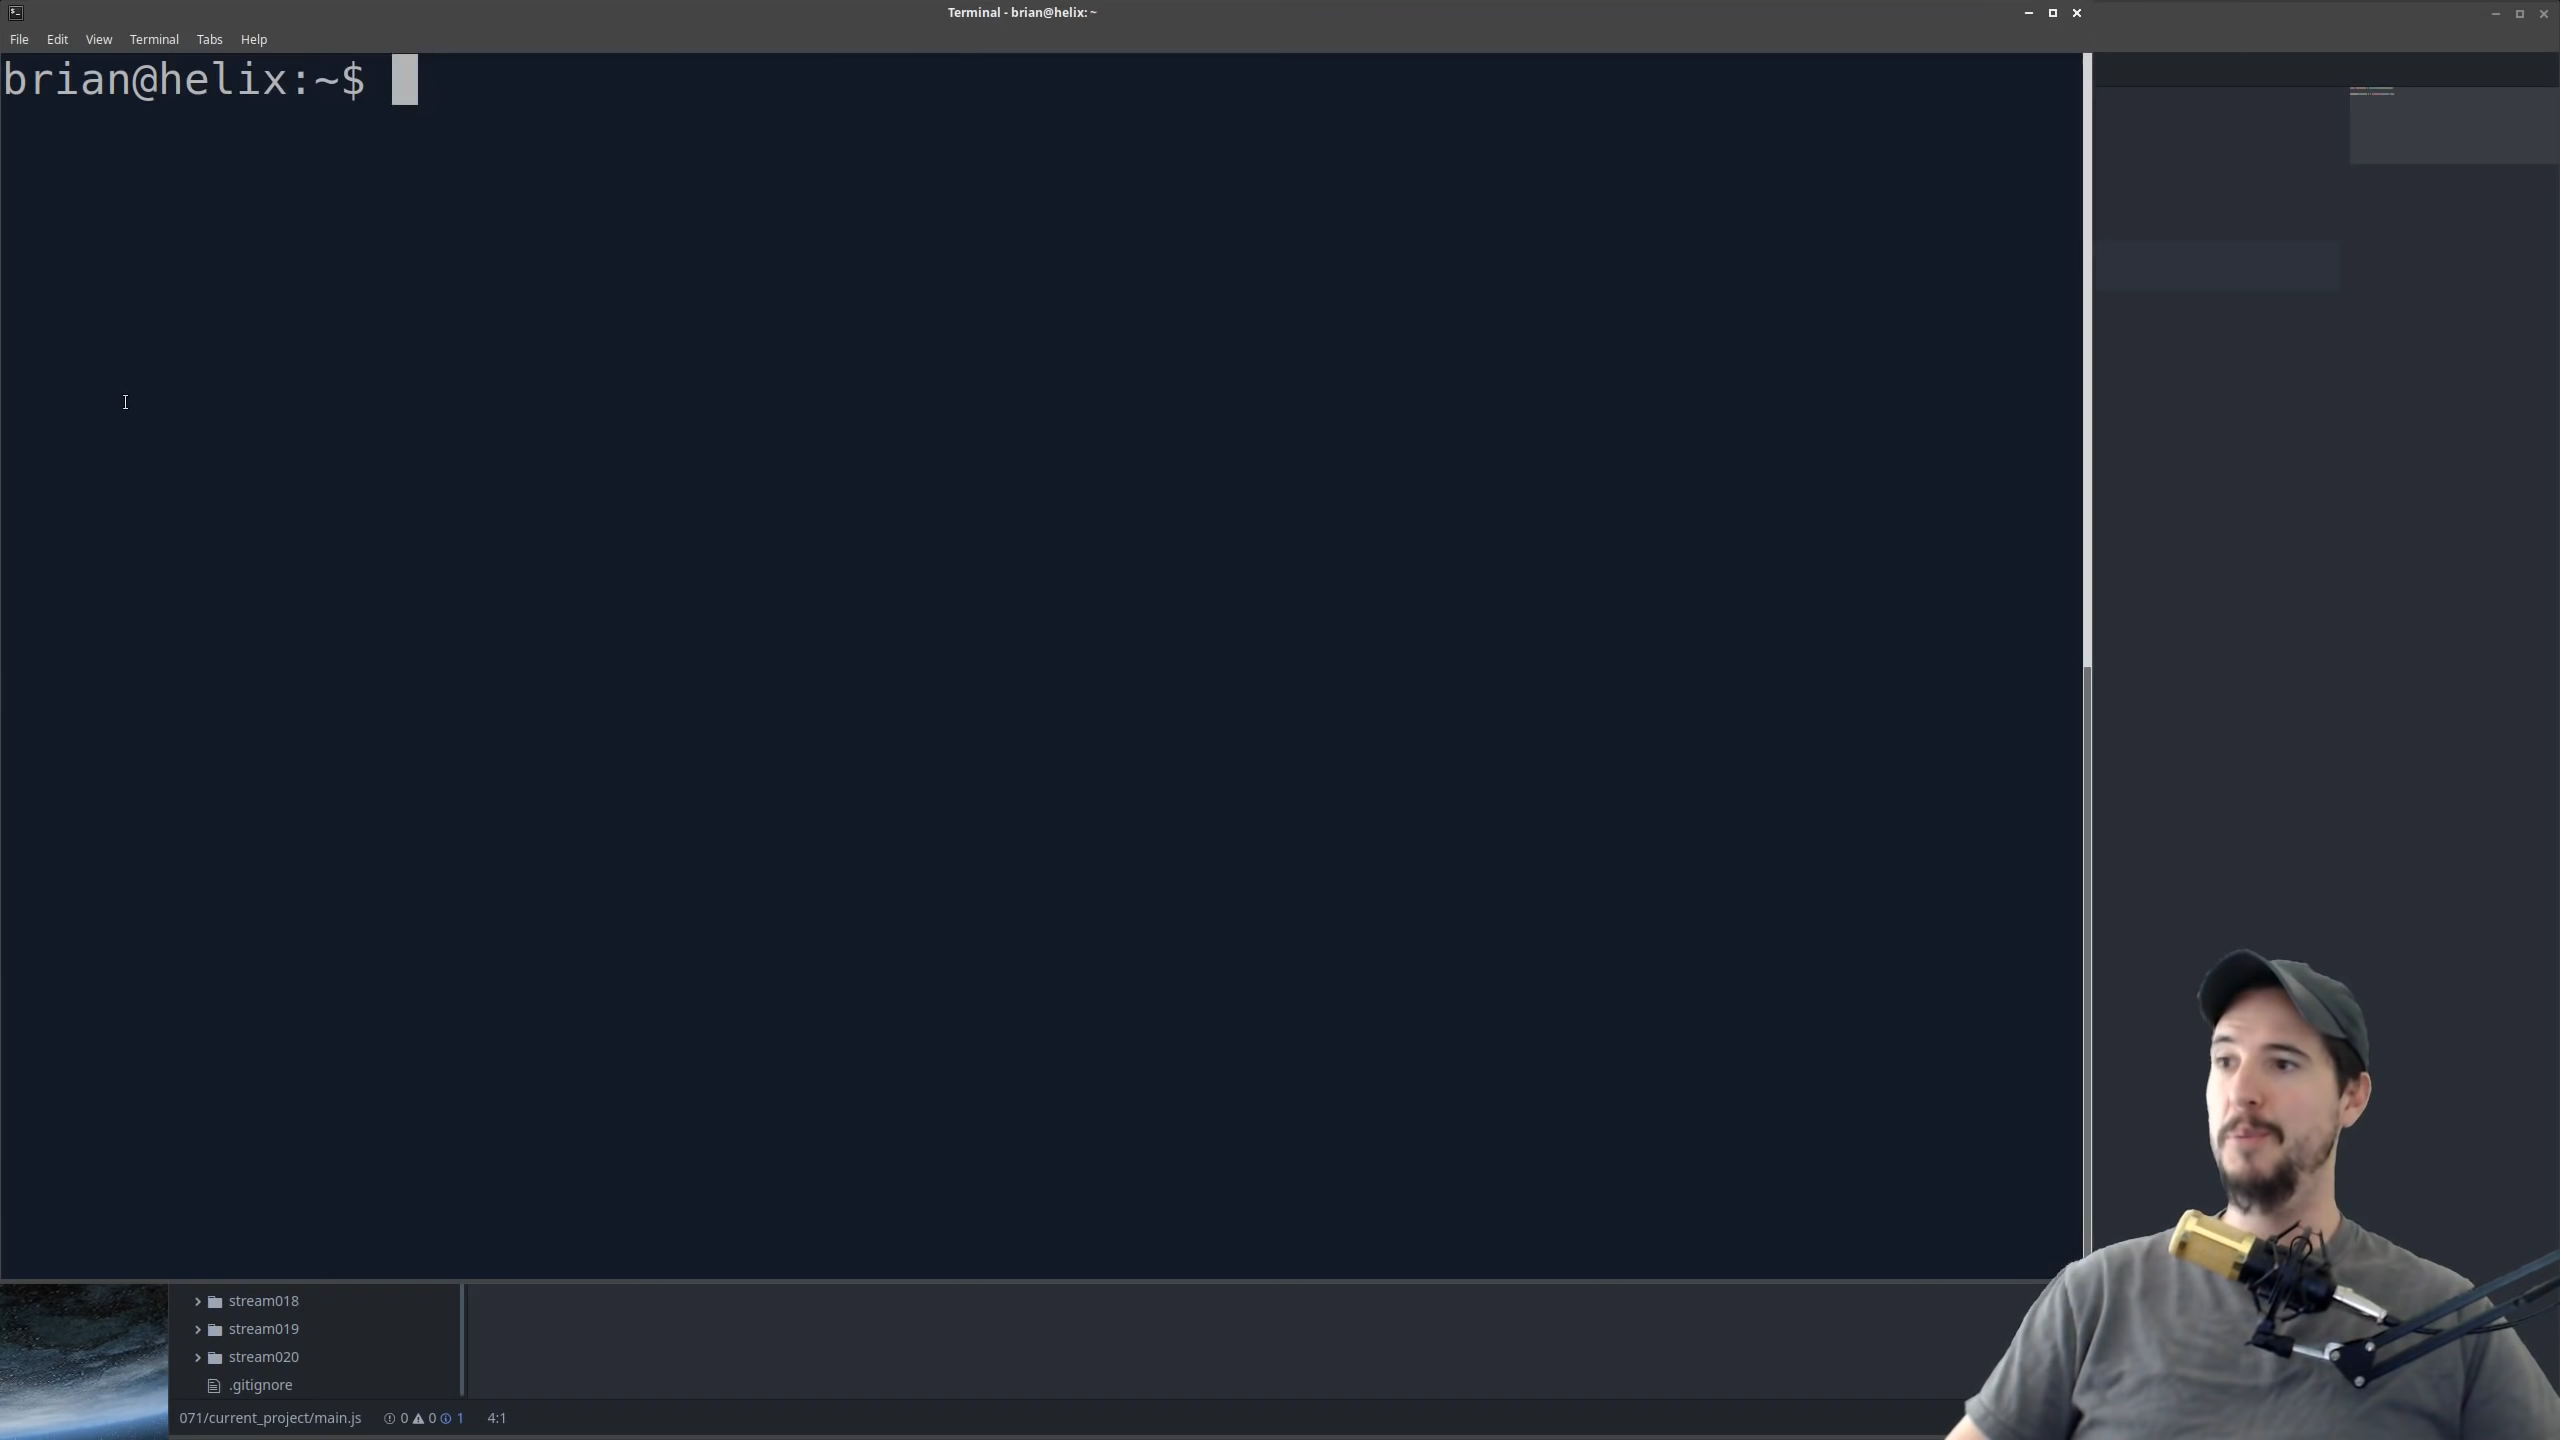 Terminal - brian@helix: ~
File Edit View Terminal Tabs Help
brian@helix:~$
stream018
stream019
stream020
.gitignore
071/current_project/main.js 0 0 1 4:1